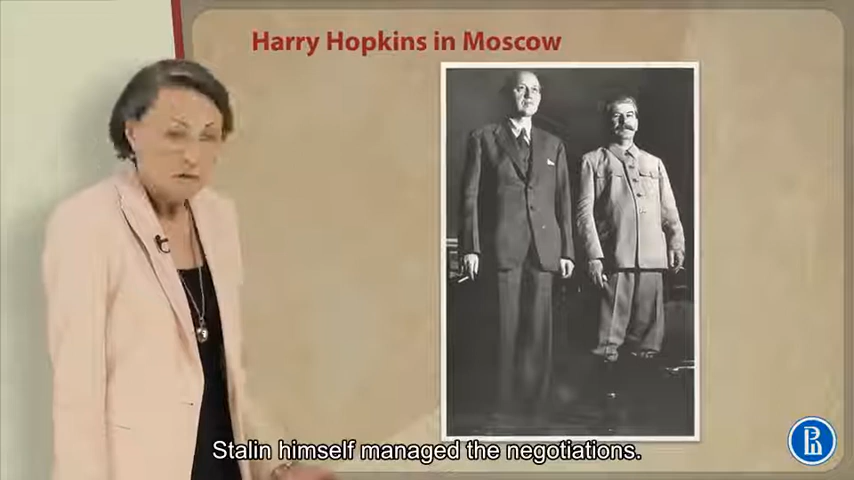 Harry Hopkins in Moscow
Stalin himself managed the negotiations.